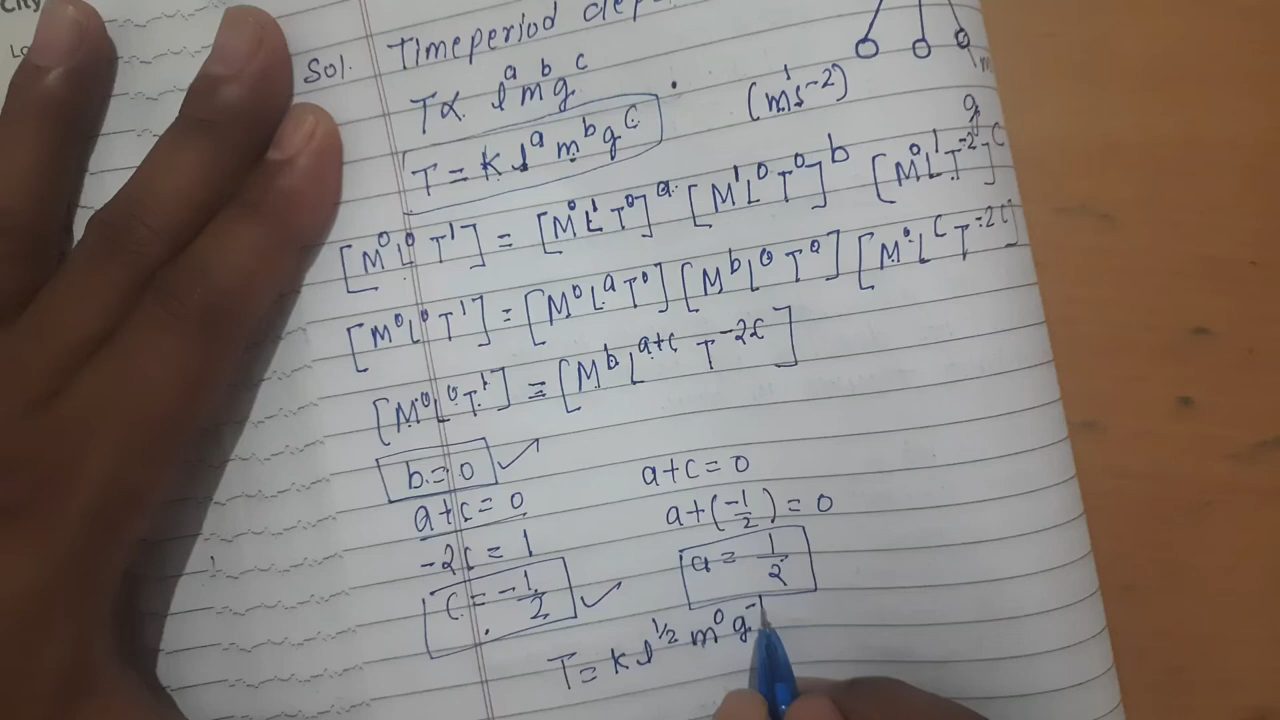 City
Sol. Timeperiod dep
T∝ l^a m^b g^c
(m^1 s^-2)
T = k l^a m^b g^c
g
[M^0 L^0 T^1] = [M^0 L^1 T^0]^a [M^1 L^0 T^0]^b [M^0 L^1 T^-2]^c
[M^0 L^0 T^1] = [M^0 L^a T^0] [M^b L^0 T^0] [M^0 L^c T^-2c]
[M^0 L^0 T^1] = [M^b L^a+c T^-2c]
b = 0
a+c = 0
-2c = 1
c = -1/2
a+c = 0
a+(-1/2) = 0
a = 1/2
T = k l^1/2 m^0 g^-